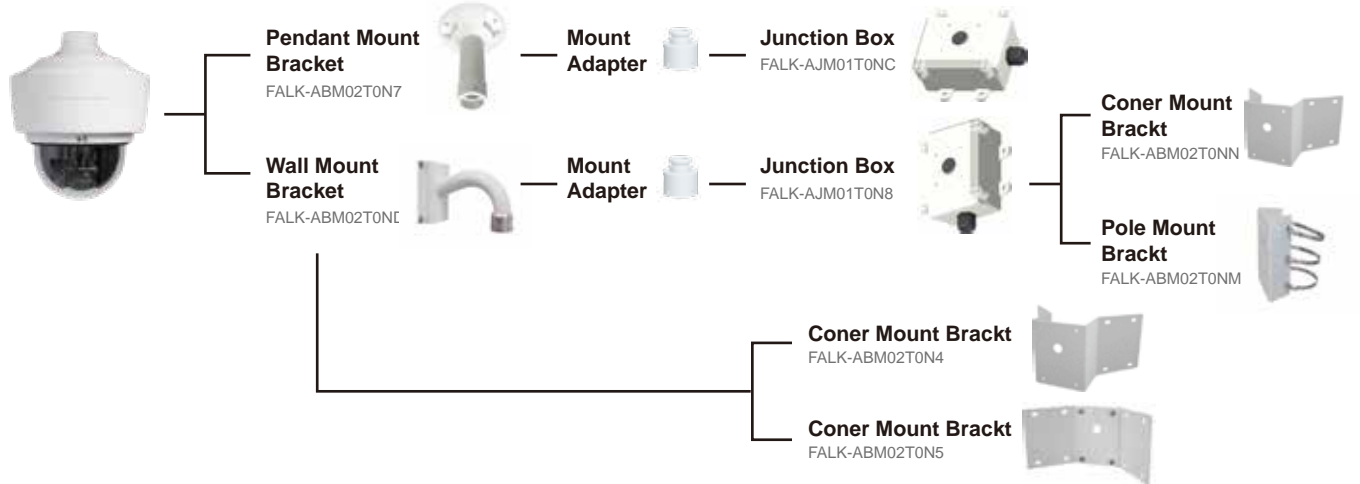 Pendant Mount
Bracket
FALK-ABM02T0N7
Mount
Adapter
Junction Box
FALK-AJM01T0NC
Wall Mount
Bracket
FALK-ABM02T0ND
Mount
Adapter
Junction Box
FALK-AJM01T0N8
Coner Mount
Brackt
FALK-ABM02T0NN
Pole Mount
Brackt
FALK-ABM02T0NM
Coner Mount Brackt
FALK-ABM02T0N4
Coner Mount Brackt
FALK-ABM02T0N5